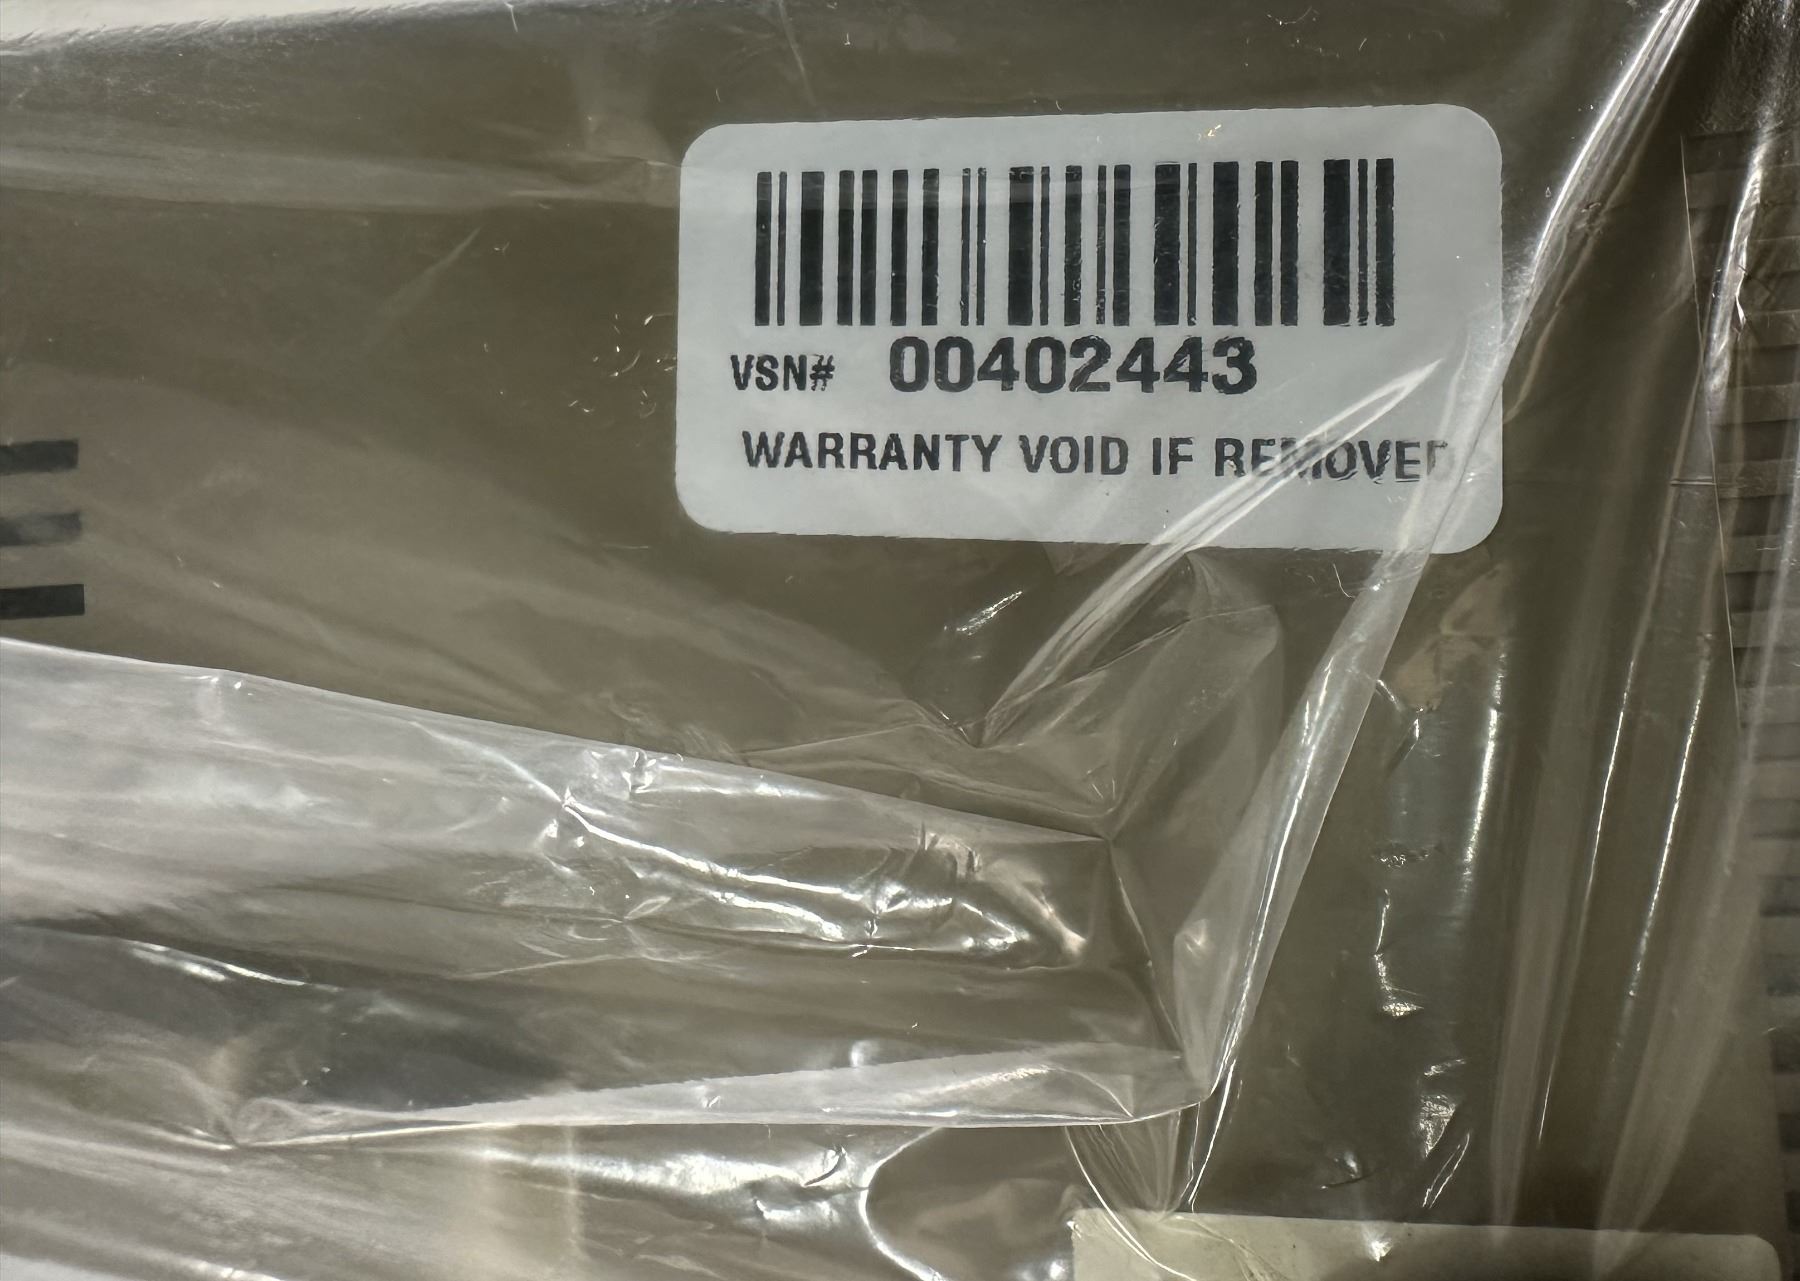 VSN# 00402443
WARRANTY VOID IF REMOVED